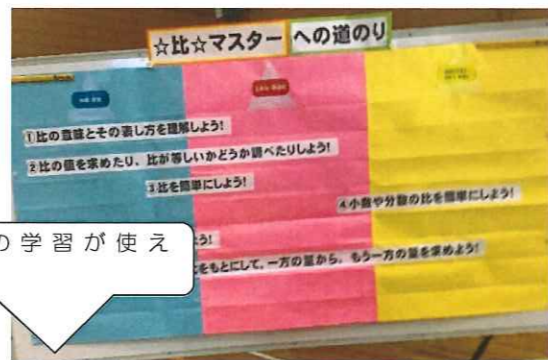 ☆比☆マスター への道のり
①比の意味とその表し方を理解しよう!
②比の値を求めたり、比が等しいかどうか調べたりしよう!
③比を簡単にしよう!
④小数や分数の比を簡単にしよう!
の学習が使え
よう!
をもとにして、一方の量から、もう一方の量を求めよう!